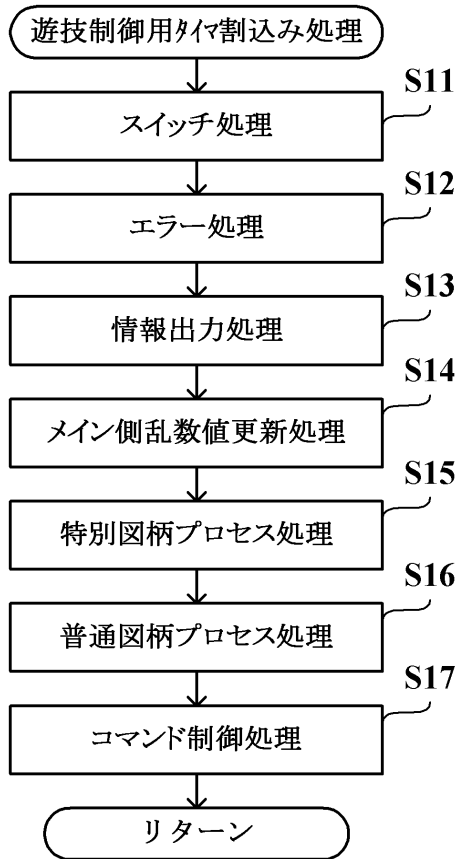 遊技制御用ﾀｲﾏ割込み処理
S11
スイッチ処理
S12
エラー処理
S13
情報出力処理
S14
メイン側乱数値更新処理
S15
特別図柄プロセス処理
S16
普通図柄プロセス処理
S17
コマンド制御処理
リターン